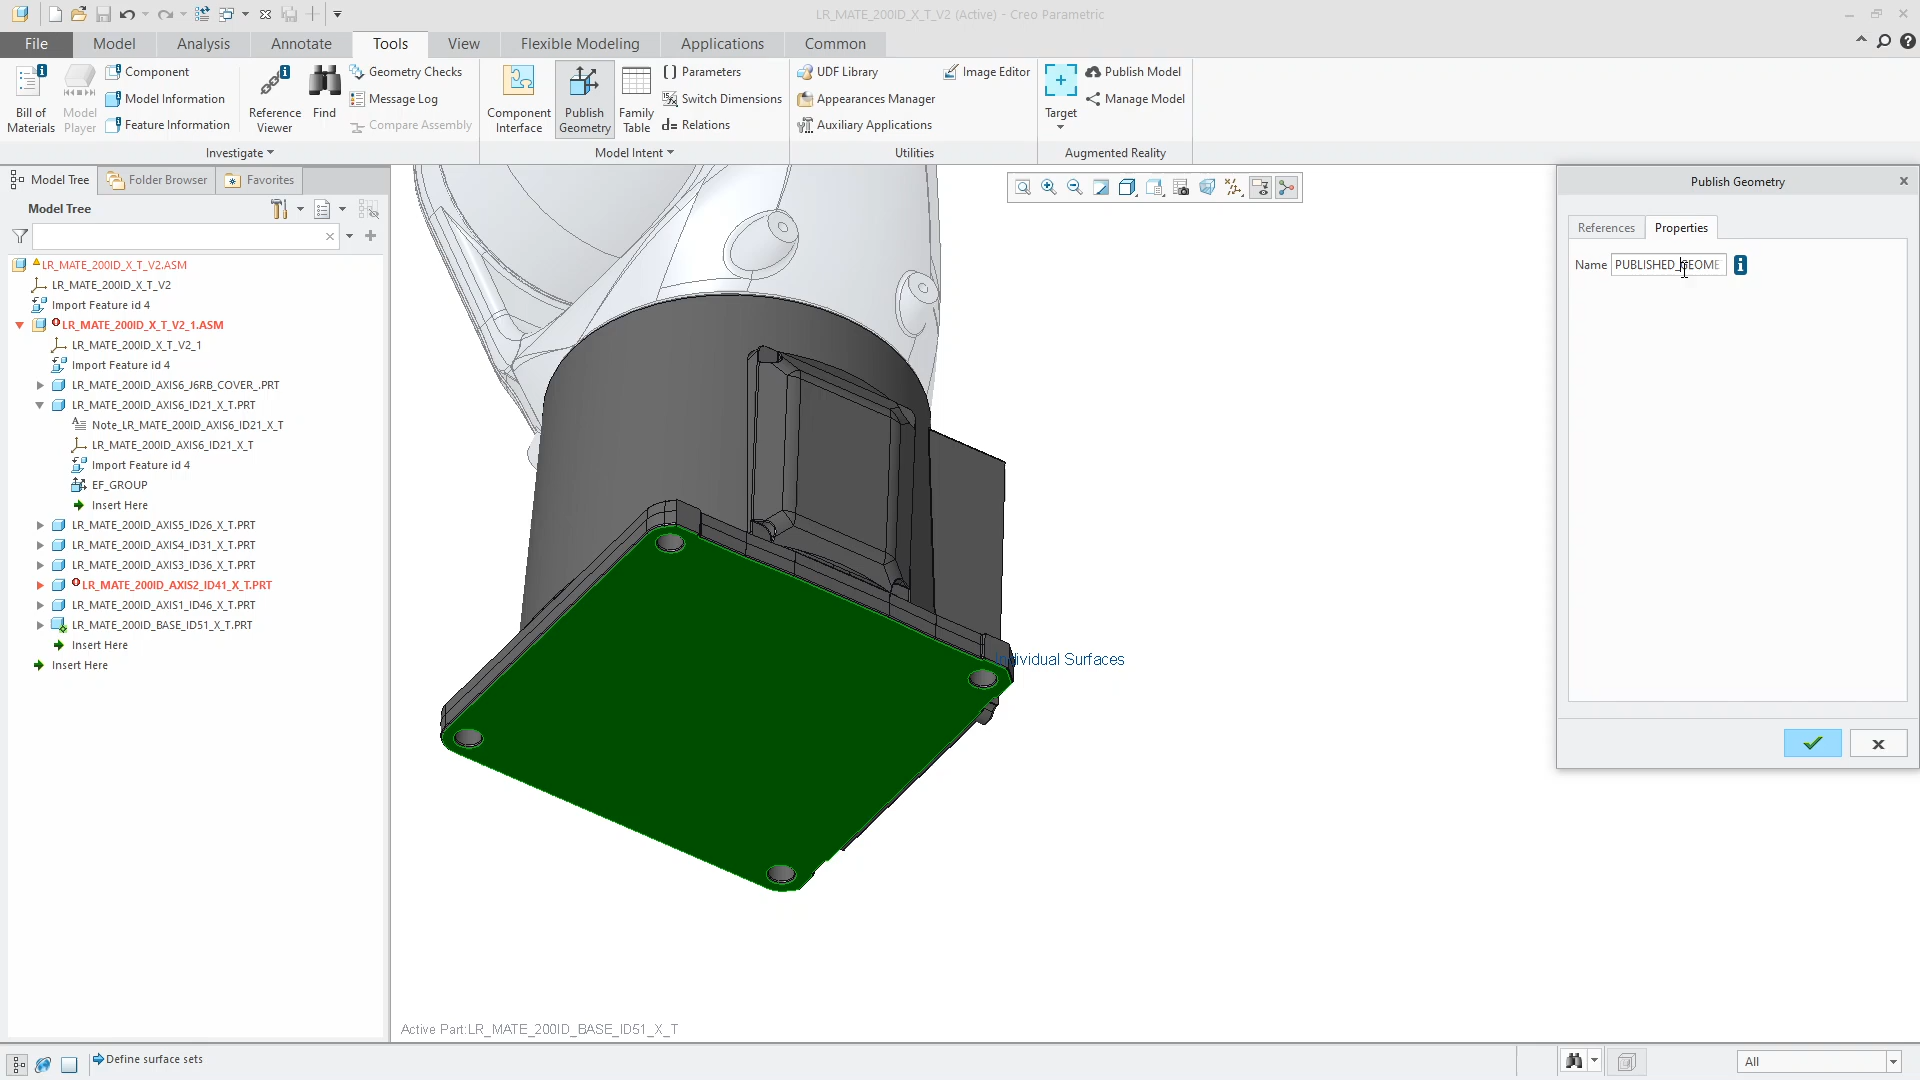 LR_MATE_200ID_X_T_V2 (Active) - Creo Parametric
File Model Analysis Annotate Tools View Flexible Modeling Applications Common
Bill of Materials
Model Player
Component
Model Information
Feature Information
Reference Viewer
Find
Geometry Checks
Message Log
Compare Assembly
Investigate
Component Interface
Publish Geometry
Family Table
Parameters
Switch Dimensions
Relations
Model Intent
UDF Library
Appearances Manager
Auxiliary Applications
Image Editor
Utilities
Target
Publish Model
Manage Model
Augmented Reality
Model Tree Folder Browser Favorites
Model Tree
LR_MATE_200ID_X_T_V2.ASM
LR_MATE_200ID_X_T_V2
Import Feature id 4
LR_MATE_200ID_X_T_V2_1.ASM
LR_MATE_200ID_X_T_V2_1
Import Feature id 4
LR_MATE_200ID_AXIS6_J6RB_COVER_.PRT
LR_MATE_200ID_AXIS6_ID21_X_T.PRT
Note_LR_MATE_200ID_AXIS6_ID21_X_T
LR_MATE_200ID_AXIS6_ID21_X_T
Import Feature id 4
EF_GROUP
Insert Here
LR_MATE_200ID_AXIS5_ID26_X_T.PRT
LR_MATE_200ID_AXIS4_ID31_X_T.PRT
LR_MATE_200ID_AXIS3_ID36_X_T.PRT
LR_MATE_200ID_AXIS2_ID41_X_T.PRT
LR_MATE_200ID_AXIS1_ID46_X_T.PRT
LR_MATE_200ID_BASE_ID51_X_T.PRT
Insert Here
Insert Here
Individual Surfaces
Active Part:LR_MATE_200ID_BASE_ID51_X_T
Publish Geometry
References Properties
Name PUBLISHED_GEOME
Define surface sets
All